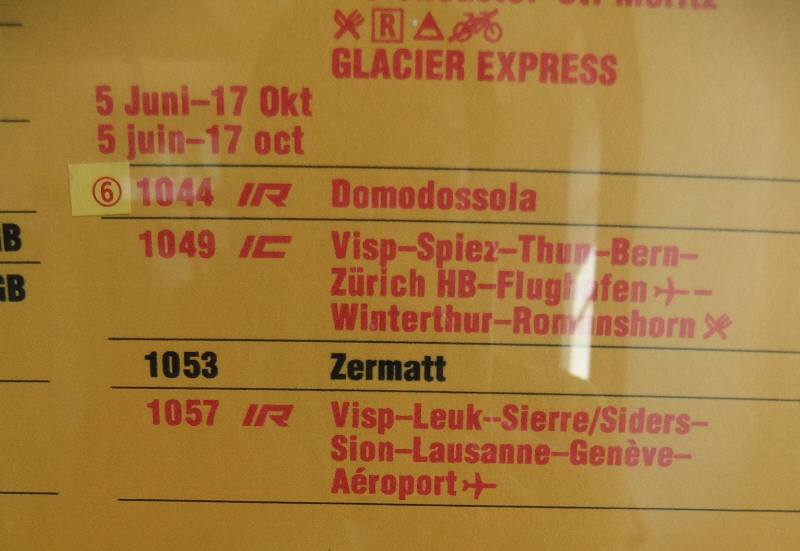 GLACIER EXPRESS
5 Juni–17 Okt
5 juin–17 oct
⑥ 1044 IR Domodossola
1049 IC Visp–Spiez–Thun–Bern–
Zürich HB–Flughafen –
Winterthur–Romanshorn
1053 Zermatt
1057 IR Visp–Leuk--Sierre/Siders–
Sion–Lausanne–Genève–
Aéroport